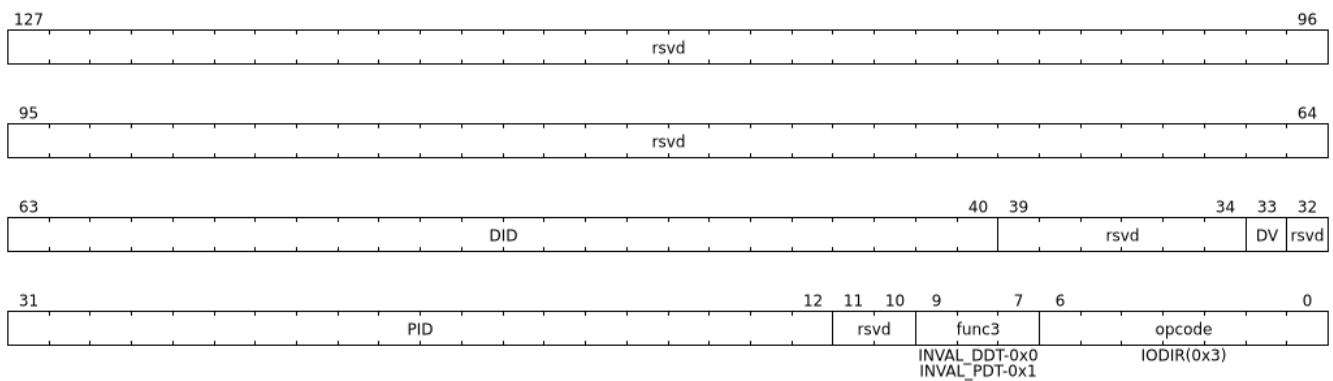 127 96
rsvd
95 64
rsvd
63 40 39 34 33 32
DID rsvd DV rsvd
31 12 11 10 9 7 6 0
PID rsvd func3 opcode
INVAL_DDT-0x0 IODIR(0x3)
INVAL_PDT-0x1